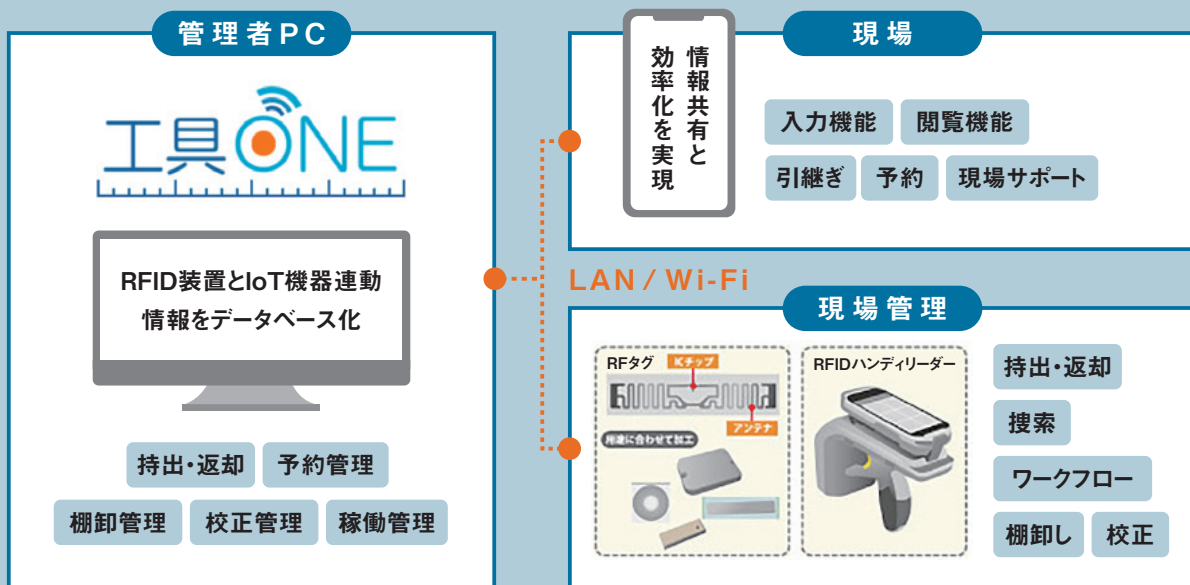 管理者PC
工具ONE
RFID装置とIoT機器連動
情報をデータベース化
持出・返却
予約管理
棚卸管理
校正管理
稼働管理
LAN / Wi-Fi
現場
情報共有と
効率化を実現
入力機能
閲覧機能
引継ぎ
予約
現場サポート
現場管理
RFタグ
ICチップ
アンテナ
用途に合わせて加工
RFIDハンディリーダー
持出・返却
捜索
ワークフロー
棚卸し
校正